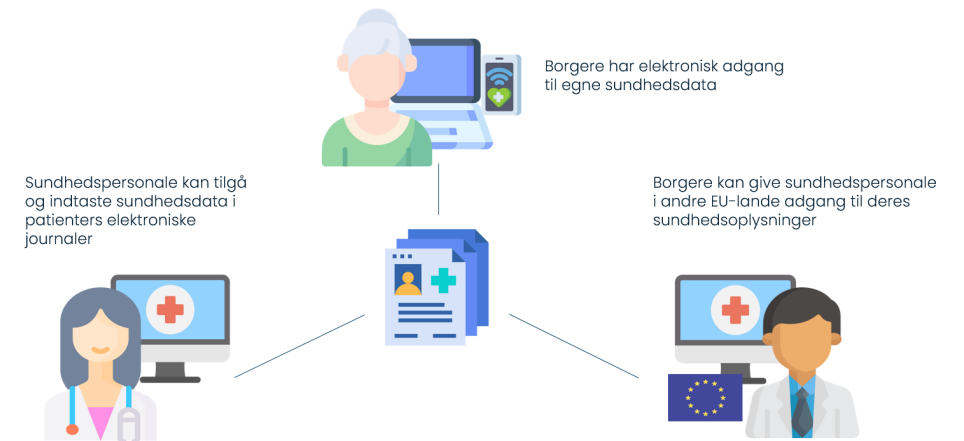 Borgere har elektronisk adgang
til egne sundhedsdata
Sundhedspersonale kan tilgå
og indtaste sundhedsdata i
patienters elektroniske
journaler
Borgere kan give sundhedspersonale
i andre EU-lande adgang til deres
sundhedsoplysninger